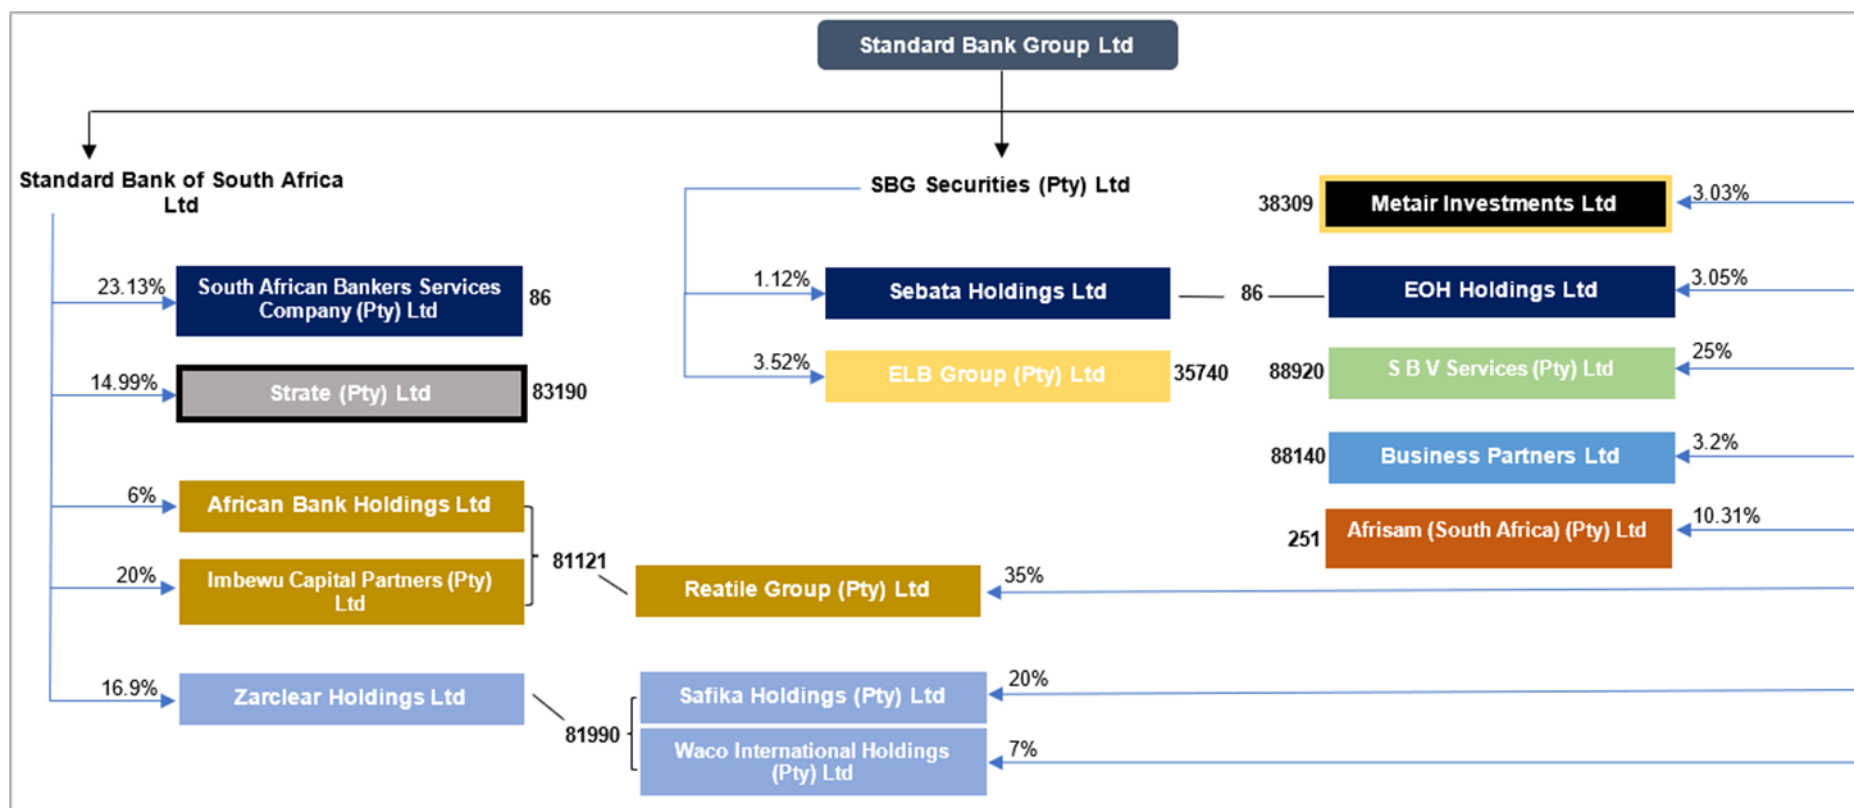 Standard Bank Group Ltd
Standard Bank of South Africa
Ltd
23.13%
South African Bankers Services
Company (Pty) Ltd
86
14.99%
Strate (Pty) Ltd
83190
6%
African Bank Holdings Ltd
20%
Imbewu Capital Partners (Pty)
Ltd
81121
Reatile Group (Pty) Ltd
35%
16.9%
Zarclear Holdings Ltd
81990
Safika Holdings (Pty) Ltd
20%
Waco International Holdings
(Pty) Ltd
7%
SBG Securities (Pty) Ltd
1.12%
Sebata Holdings Ltd
86
3.52%
ELB Group (Pty) Ltd
35740
38309
Metair Investments Ltd
3.03%
EOH Holdings Ltd
3.05%
88920
S B V Services (Pty) Ltd
25%
88140
Business Partners Ltd
3.2%
251
Afrisam (South Africa) (Pty) Ltd
10.31%